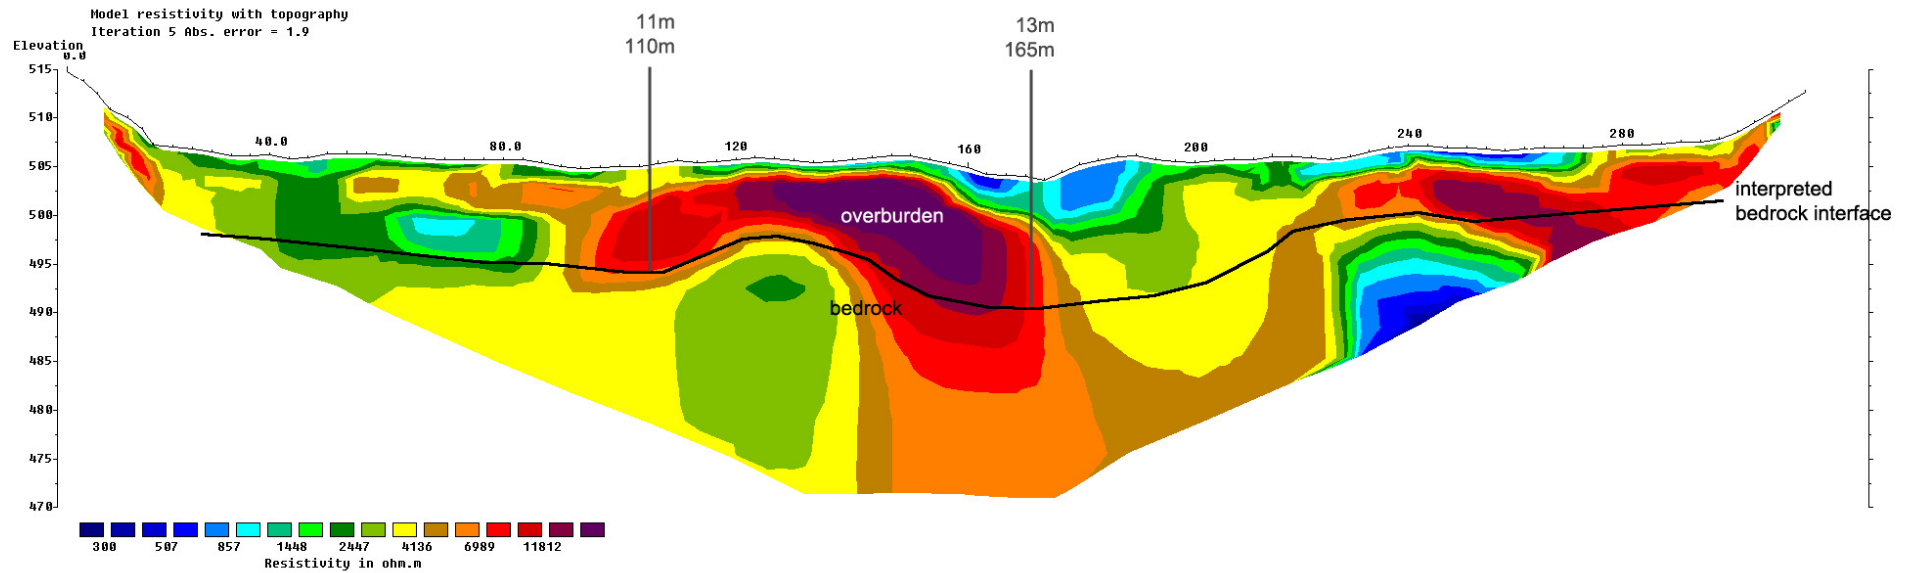 Model resistivity with topography
Iteration 5 Abs. error = 1.9
Elevation
0.0
11m
110m
13m
165m
515
510
505
500
495
490
485
480
475
470
40.0
80.0
120
160
200
240
280
overburden
bedrock
interpreted
bedrock interface
300 507 857 1448 2447 4136 6989 11812
Resistivity in ohm.m